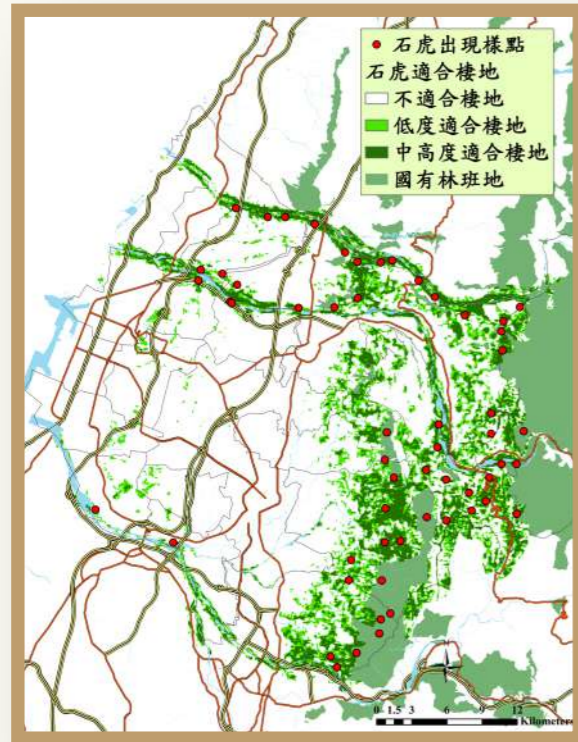 石虎出現樣點
石虎適合棲地
不適合棲地
低度適合棲地
中高度適合棲地
國有林班地
0 1.5 3 6 9 12
Kilometer